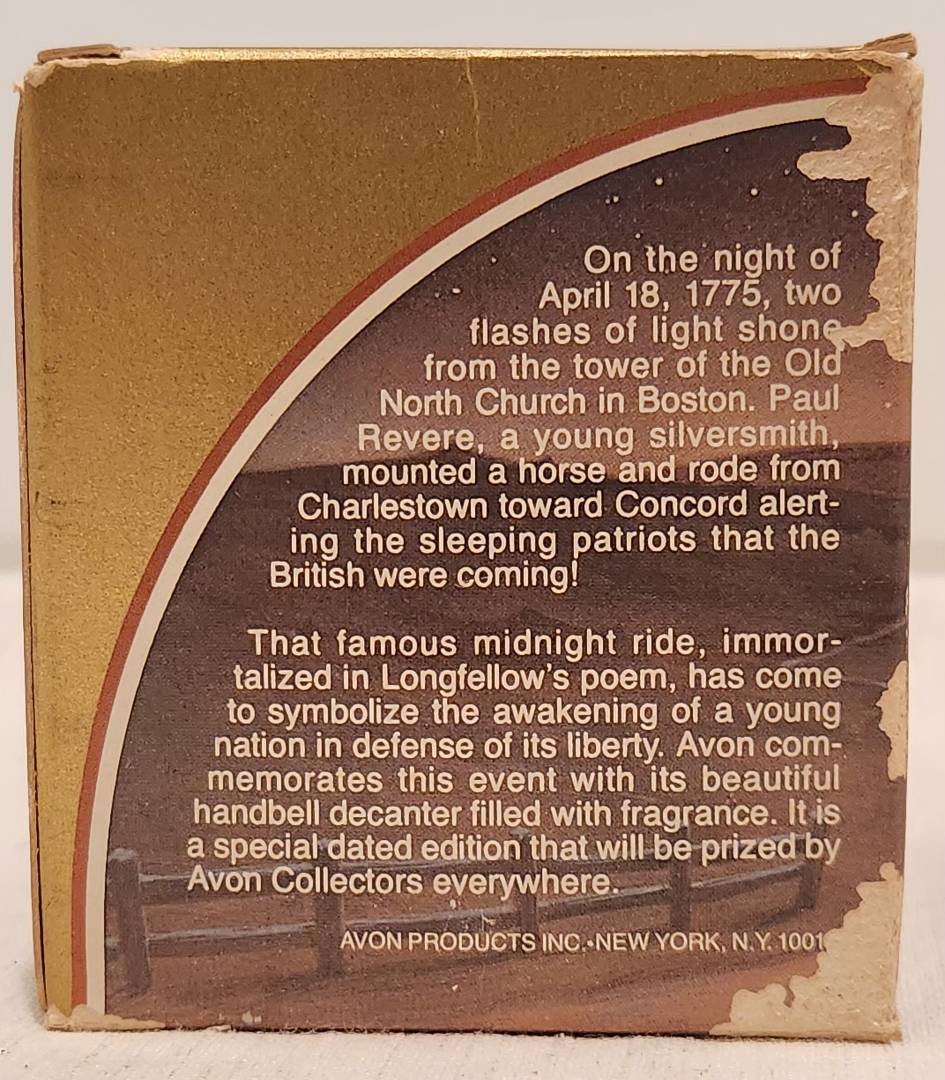 On the night of
April 18, 1775, two
flashes of light shone
from the tower of the Old
North Church in Boston. Paul
Revere, a young silversmith,
mounted a horse and rode from
Charlestown toward Concord alert-
ing the sleeping patriots that the
British were coming!
That famous midnight ride, immor-
talized in Longfellow's poem, has come
to symbolize the awakening of a young
nation in defense of its liberty. Avon com-
memorates this event with its beautiful
handbell decanter filled with fragrance. It is
a special dated edition that will be prized by
Avon Collectors everywhere.
AVON PRODUCTS INC.•NEW YORK, N.Y. 1001